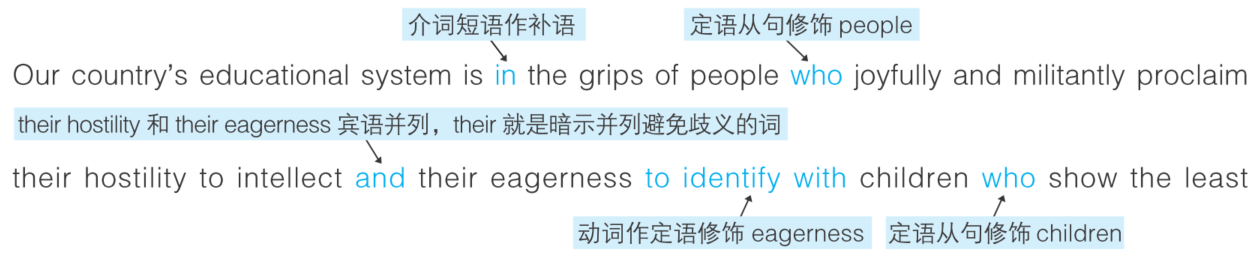 介词短语作补语 定语从句修饰 people
Our country's educational system is in the grips of people who joyfully and militantly proclaim
their hostility 和 their eagerness 宾语并列，their 就是暗示并列避免歧义的词
their hostility to intellect and their eagerness to identify with children who show the least
动词作定语修饰 eagerness 定语从句修饰 children